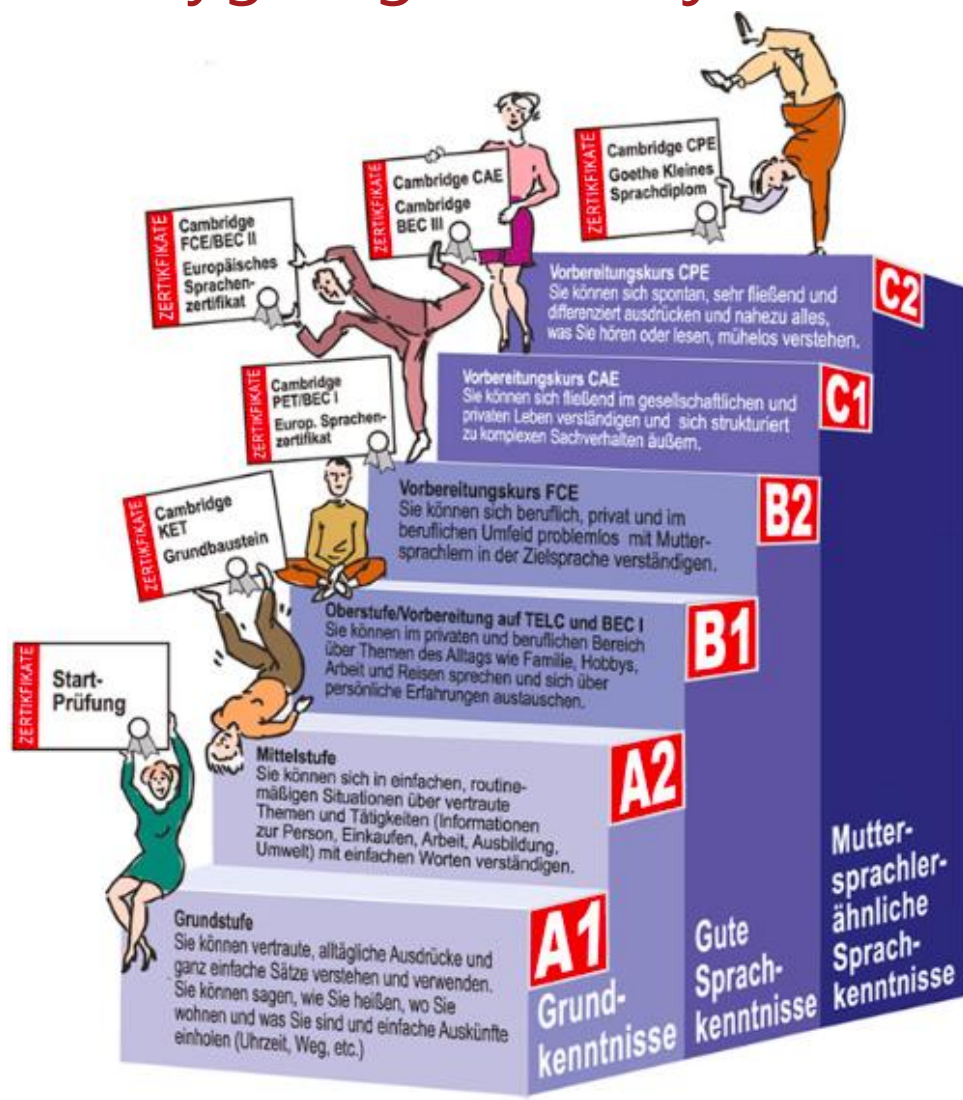 ZERTIKFIKATE
Cambridge CPE
Goethe Kleines
Sprachdiplom
ZERTIKFIKATE
Cambridge CAE
Cambridge
BEC III
ZERTIKFIKATE
Cambridge
FCE/BEC II
Europäisches
Sprachen-
zertifikat
ZERTIKFIKATE
Cambridge
PET/BEC I
Europ. Sprachen-
zertifikat
ZERTIKFIKATE
Cambridge
KET
Grundbaustein
ZERTIKFIKATE
Start-
Prüfung
Vorbereitungskurs CPE
Sie können sich spontan, sehr fließend und
differenziert ausdrücken und nahezu alles,
was Sie hören oder lesen, mühelos verstehen.
C2
Vorbereitungskurs CAE
Sie können sich fließend im gesellschaftlichen und
privaten Leben verständigen und sich strukturiert
zu komplexen Sachverhalten äußern.
C1
Vorbereitungskurs FCE
Sie können sich beruflich, privat und im
beruflichen Umfeld problemlos mit Mutter-
sprachlern in der Zielsprache verständigen.
B2
Oberstufe/Vorbereitung auf TELC und BEC I
Sie können im privaten und beruflichen Bereich
über Themen des Alltags wie Familie, Hobbys,
Arbeit und Reisen sprechen und sich über
persönliche Erfahrungen austauschen.
B1
Mittelstufe
Sie können sich in einfachen, routine-
mäßigen Situationen über vertraute
Themen und Tätigkeiten (Informationen
zur Person, Einkaufen, Arbeit, Ausbildung,
Umwelt) mit einfachen Worten verständigen.
A2
Grundstufe
Sie können vertraute, alltägliche Ausdrücke und
ganz einfache Sätze verstehen und verwenden.
Sie können sagen, wie Sie heißen, wo Sie
wohnen und was Sie sind und einfache Auskünfte
einholen (Uhrzeit, Weg, etc.)
A1
Grund-
kenntnisse
Gute
Sprach-
kenntnisse
Mutter-
sprachler-
ähnliche
Sprach-
kenntnisse